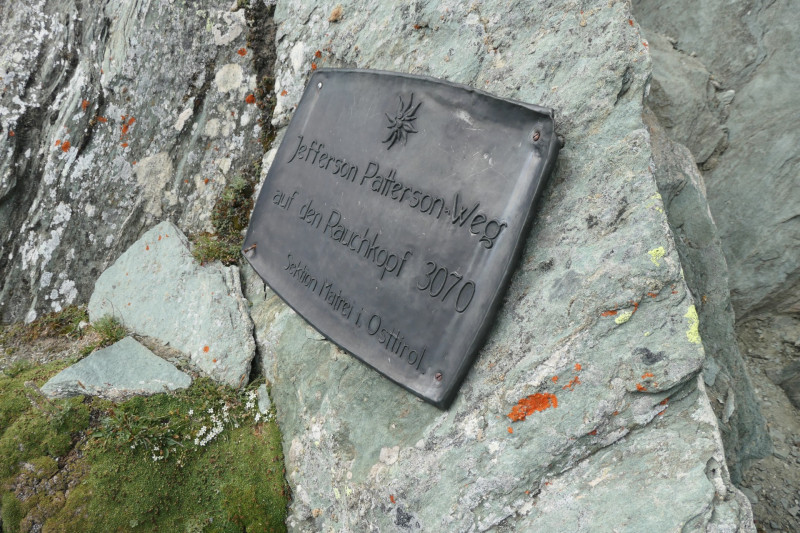 Jefferson Patterson-Weg
auf den Rauchkopf 3070
Sektion Matrei i. Osttirol.